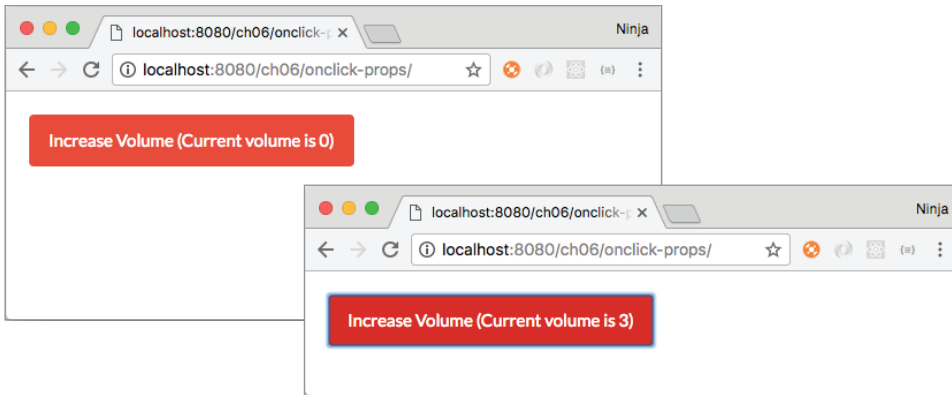 localhost:8080/ch06/onclick-p
Ninja
localhost:8080/ch06/onclick-props/
Increase Volume (Current volume is 0)
localhost:8080/ch06/onclick-p
Ninja
localhost:8080/ch06/onclick-props/
Increase Volume (Current volume is 3)